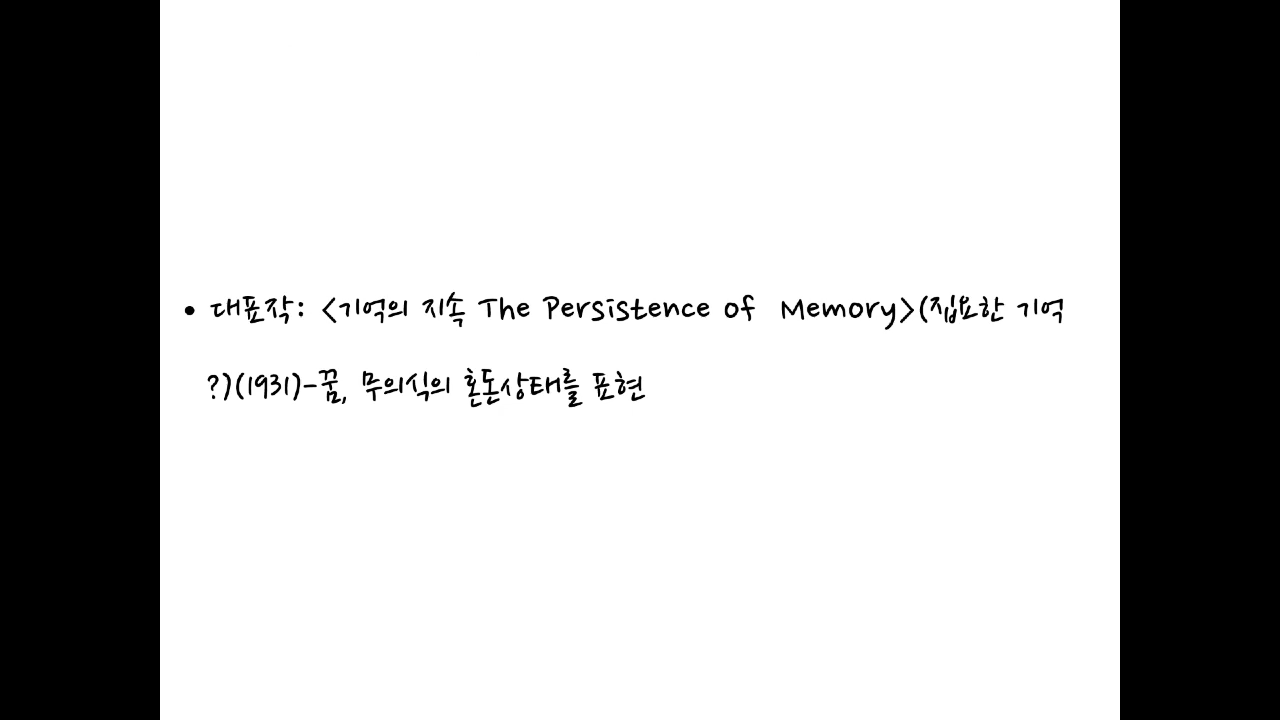 • 대표작: <기억의 지속 The Persistence of Memory>(집요한 기억
?)(1931)-꿈, 무의식의 혼돈상태를 표현